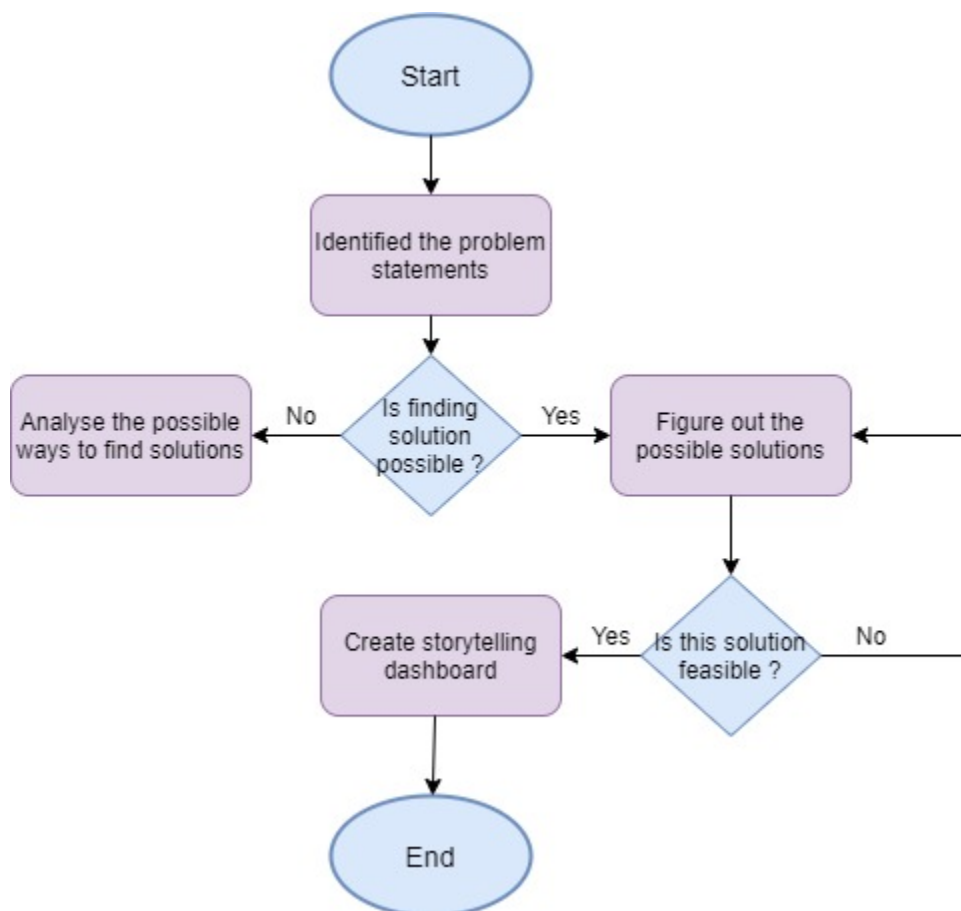 Start
Identified the problem
statements
No
Is finding
solution
possible ?
Yes
Analyse the possible
ways to find solutions
Figure out the
possible solutions
Create storytelling
dashboard
Yes
Is this solution
feasible ?
No
End